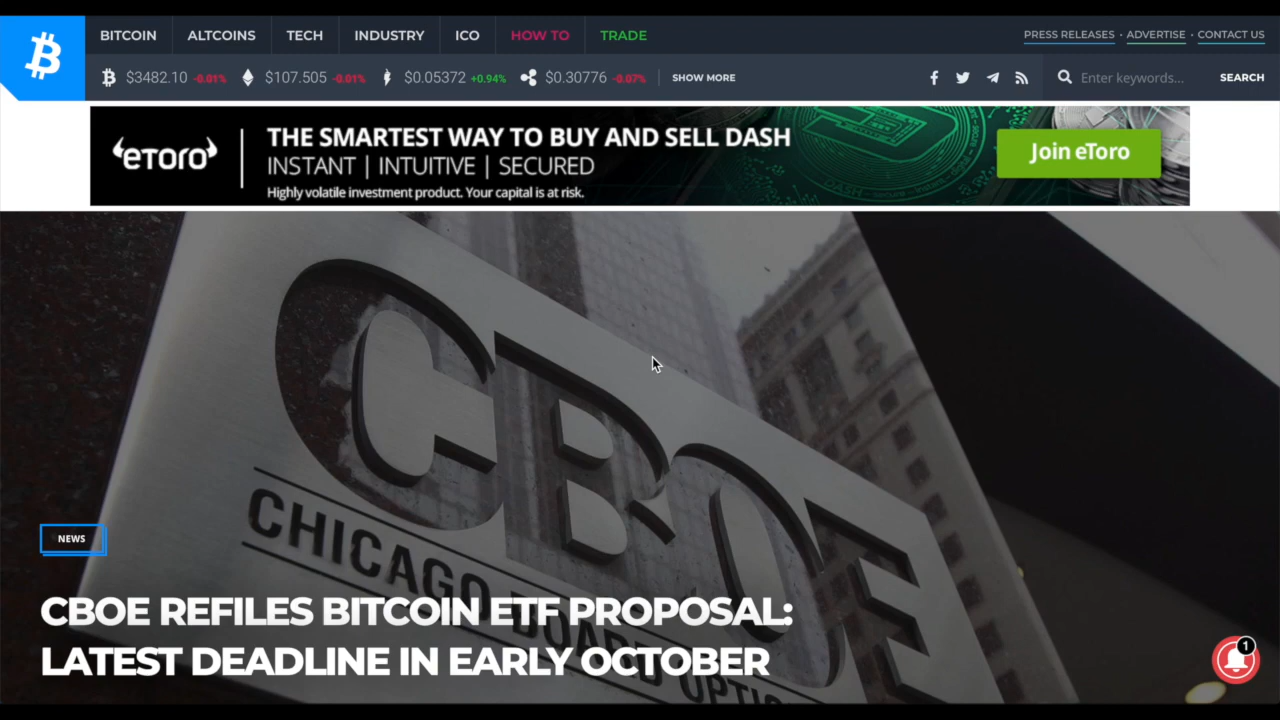 BITCOIN ALTCOINS TECH INDUSTRY ICO HOW TO TRADE PRESS RELEASES · ADVERTISE · CONTACT US
$3482.10 -0.01% $107.505 -0.01% $0.05372 +0.94% $0.30776 -0.07% SHOW MORE Enter keywords... SEARCH
eTORO
THE SMARTEST WAY TO BUY AND SELL DASH
INSTANT | INTUITIVE | SECURED
Highly volatile investment product. Your capital is at risk.
Join eToro
CBOE
CHICAGO BOARD OPTIO
NEWS
CBOE REFILES BITCOIN ETF PROPOSAL:
LATEST DEADLINE IN EARLY OCTOBER
1